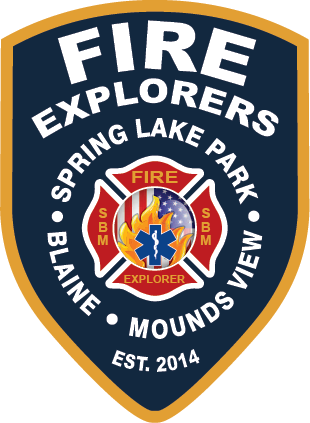 FIRE
EXPLORERS
SPRING LAKE PARK
• BLAINE • MOUNDS VIEW •
FIRE
SBM
SBM
EXPLORER
EST. 2014